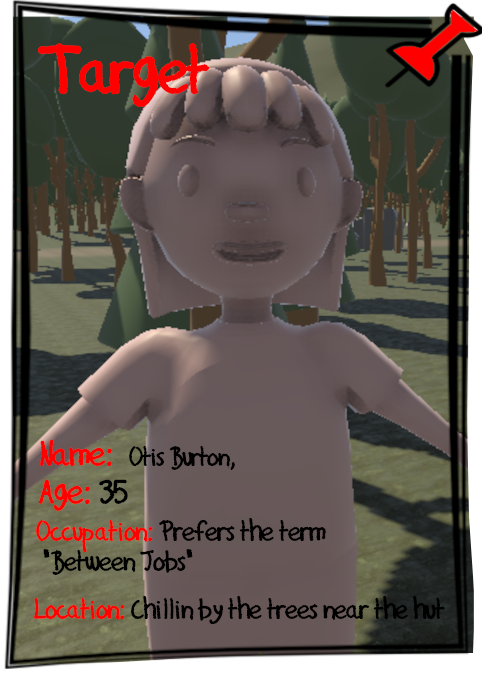 Target
Name: Otis Burton,
Age: 35
Occupation: Prefers the term
"Between Jobs"
Location: Chillin by the trees near the hut